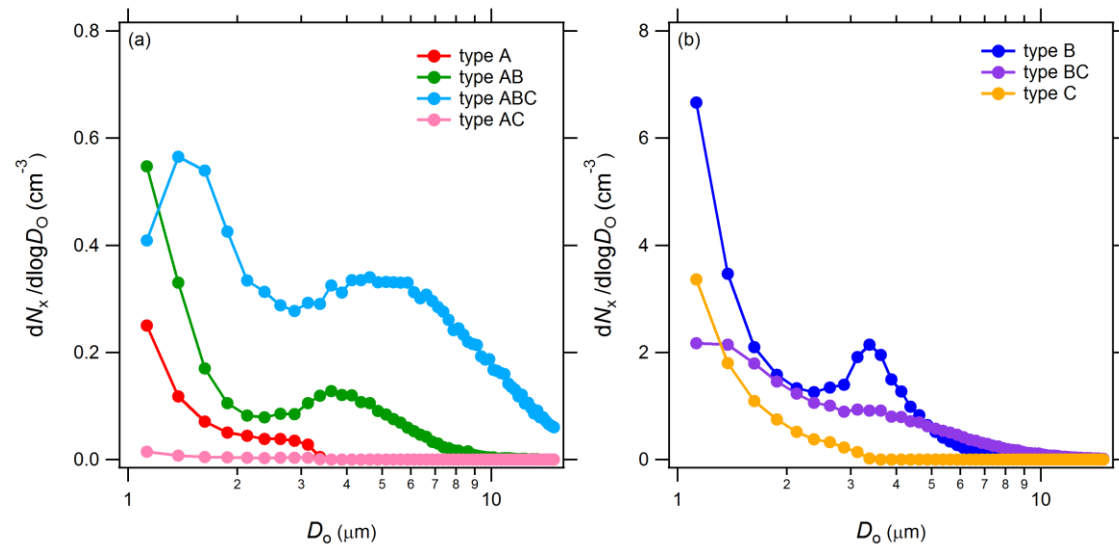 (a)
type A
type AB
type ABC
type AC
0.8
0.6
0.4
0.2
0.0
dNx/dlogDO (cm-3)
1
2
3
4
5
6
7
8
9
10
Do (μm)
(b)
type B
type BC
type C
8
6
4
2
0
dNx/dlogDO (cm-3)
1
2
3
4
5
6
7
8
9
10
Do (μm)